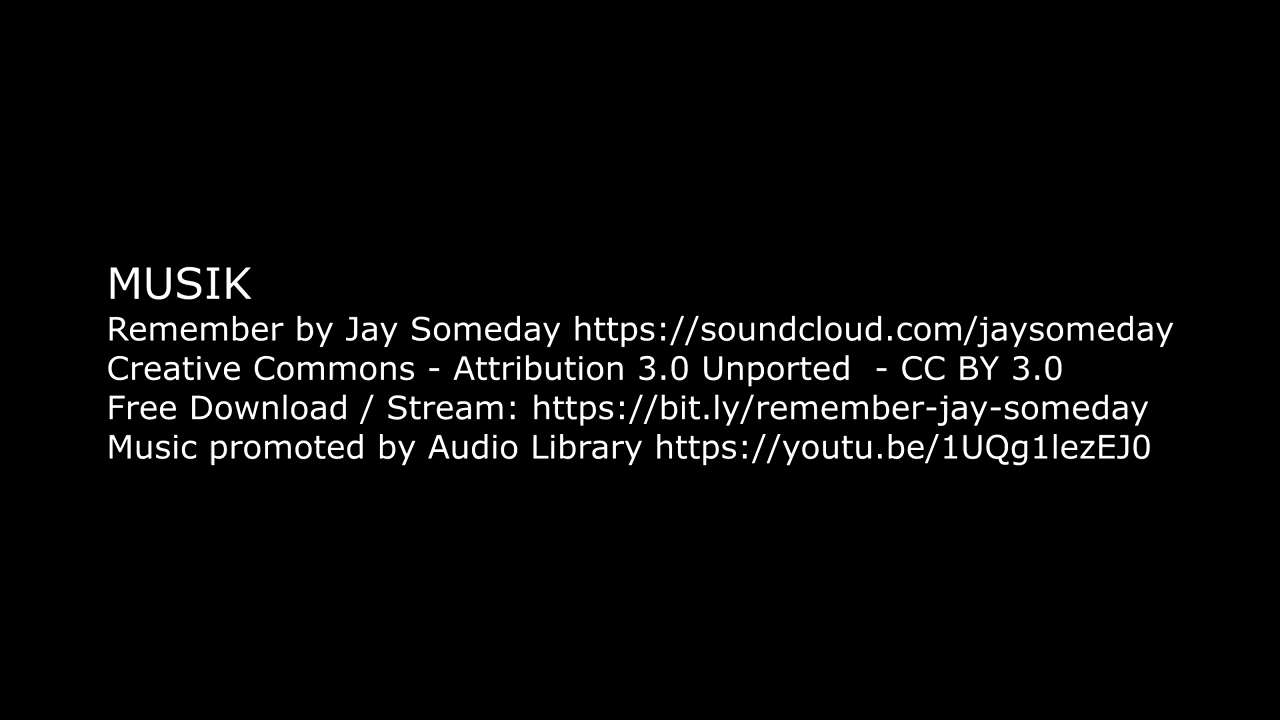 MUSIK
Remember by Jay Someday https://soundcloud.com/jaysomeday
Creative Commons - Attribution 3.0 Unported  - CC BY 3.0
Free Download / Stream: https://bit.ly/remember-jay-someday
Music promoted by Audio Library https://youtu.be/1UQg1lezEJ0